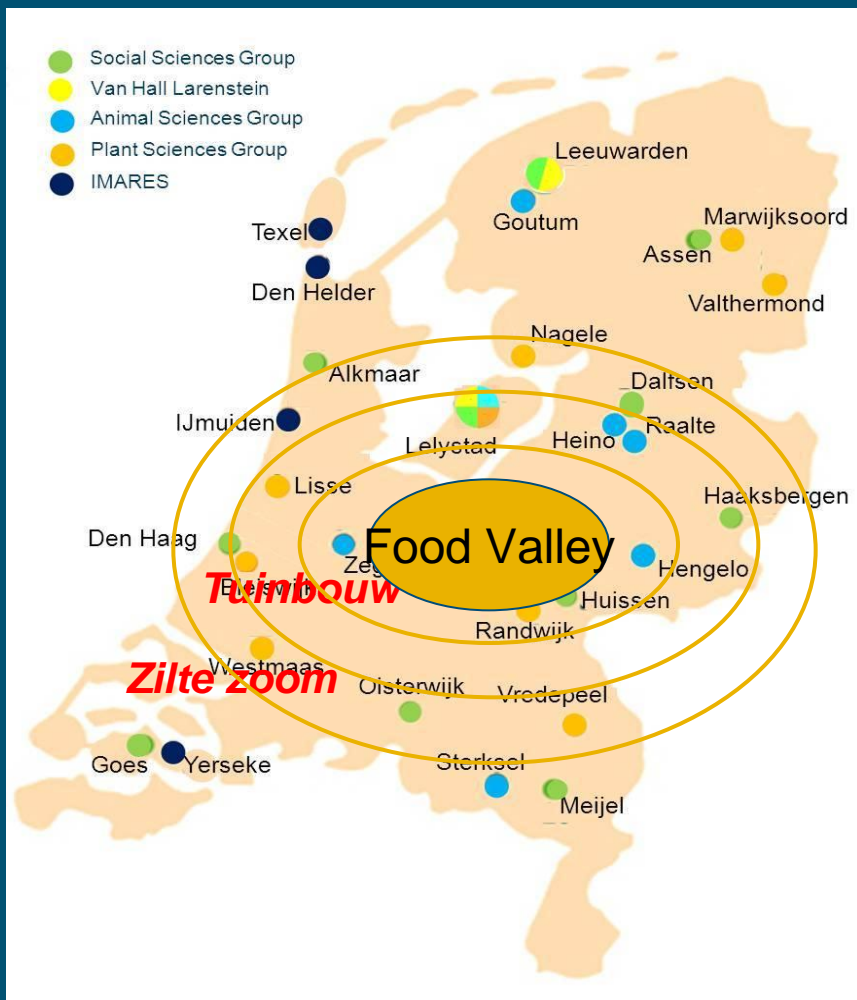 Social Sciences Group
Van Hall Larenstein
Animal Sciences Group
Plant Sciences Group
IMARES
Leeuwarden
Goutum
Marwijksoord
Assen
Texel
Den Helder
Valthermond
Nagele
Alkmaar
Dalfsen
IJmuiden
Raalte
Heino
Lelystad
Lisse
Haaksbergen
Den Haag
Food Valley
Hengelo
Tuinbouw
Huissen
Randwijk
Westmaas
Zilte zoom
Oisterwijk
Vredepeel
Sterksel
Goes
Yerseke
Meijel